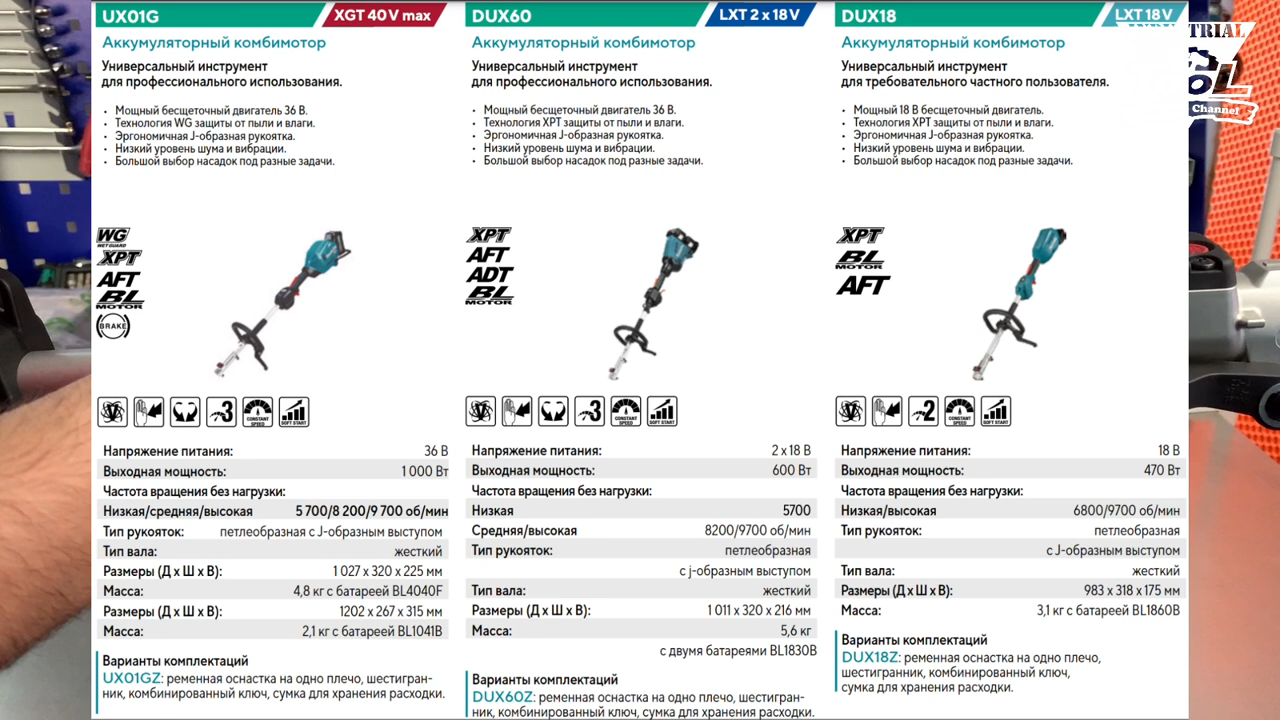 UX01G
XGT 40 V max
Аккумуляторный комбимотор
Универсальный инструмент
для профессионального использования.
• Мощный бесщеточный двигатель 36 В.
• Технология WG защиты от пыли и влаги.
• Эргономичная J-образная рукоятка.
• Низкий уровень шума и вибрации.
• Большой выбор насадок под разные задачи.
WG
WET GUARD
XPT
AFT
BL
MOTOR
BRAKE
3
CONSTANT
SPEED
SOFT START
Напряжение питания: 36 В
Выходная мощность: 1 000 Вт
Частота вращения без нагрузки:
Низкая/средняя/высокая 5 700/8 200/9 700 об/мин
Тип рукояток: петлеобразная с J-образным выступом
Тип вала: жесткий
Размеры (Д x Ш x В): 1 027 x 320 x 225 мм
Масса: 4,8 кг с батареей BL4040F
Размеры (Д x Ш x В): 1202 x 267 x 315 мм
Масса: 2,1 кг с батареей BL1041B
Варианты комплектаций
UX01GZ: ременная оснастка на одно плечо, шестигран-
ник, комбинированный ключ, сумка для хранения расходки.
DUX60
LXT 2 x 18 V
Аккумуляторный комбимотор
Универсальный инструмент
для профессионального использования.
• Мощный бесщеточный двигатель 36 В.
• Технология XPT защиты от пыли и влаги.
• Эргономичная J-образная рукоятка.
• Низкий уровень шума и вибрации.
• Большой выбор насадок под разные задачи.
XPT
AFT
ADT
BL
MOTOR
3
CONSTANT
SPEED
SOFT START
Напряжение питания: 2 x 18 В
Выходная мощность: 600 Вт
Частота вращения без нагрузки:
Низкая 5700
Средняя/высокая 8200/9700 об/мин
Тип рукояток: петлеобразная
с j-образным выступом
Тип вала: жесткий
Размеры (Д x Ш x В): 1 011 x 320 x 216 мм
Масса: 5,6 кг
с двумя батареями BL1830B
Варианты комплектаций
DUX60Z: ременная оснастка на одно плечо, шестигран-
ник, комбинированный ключ, сумка для хранения расходки.
DUX18
LXT 18 V
Аккумуляторный комбимотор
Универсальный инструмент
для требовательного частного пользователя.
• Мощный 18 В бесщеточный двигатель.
• Технология XPT защиты от пыли и влаги.
• Эргономичная J-образная рукоятка.
• Низкий уровень шума и вибрации.
• Большой выбор насадок под разные задачи.
XPT
BL
MOTOR
AFT
2
CONSTANT
SPEED
SOFT START
Напряжение питания: 18 В
Выходная мощность: 470 Вт
Частота вращения без нагрузки:
Низкая/высокая 6800/9700 об/мин
Тип рукояток: петлеобразная
с J-образным выступом
Тип вала: жесткий
Размеры (Д x Ш x В): 983 x 318 x 175 мм
Масса: 3,1 кг с батареей BL1860B
Варианты комплектаций
DUX18Z: ременная оснастка на одно плечо,
шестигранник, комбинированный ключ,
сумка для хранения расходки.
Channel